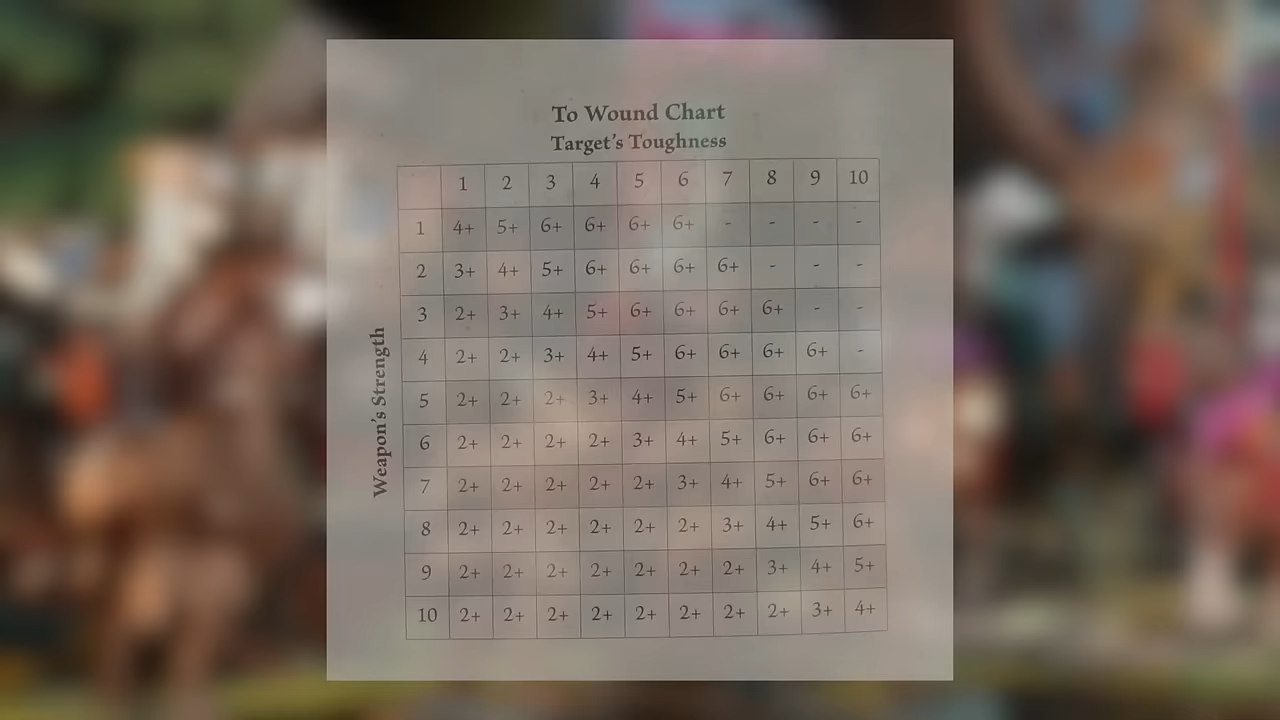 To Wound Chart
Target's Toughness
1 2 3 4 5 6 7 8 9 10
Weapon's Strength
1 4+ 5+ 6+ 6+ 6+ 6+ - - - -
2 3+ 4+ 5+ 6+ 6+ 6+ 6+ - - -
3 2+ 3+ 4+ 5+ 6+ 6+ 6+ 6+ - -
4 2+ 2+ 3+ 4+ 5+ 6+ 6+ 6+ 6+ -
5 2+ 2+ 2+ 3+ 4+ 5+ 6+ 6+ 6+ 6+
6 2+ 2+ 2+ 2+ 3+ 4+ 5+ 6+ 6+ 6+
7 2+ 2+ 2+ 2+ 2+ 3+ 4+ 5+ 6+ 6+
8 2+ 2+ 2+ 2+ 2+ 2+ 3+ 4+ 5+ 6+
9 2+ 2+ 2+ 2+ 2+ 2+ 2+ 3+ 4+ 5+
10 2+ 2+ 2+ 2+ 2+ 2+ 2+ 2+ 3+ 4+